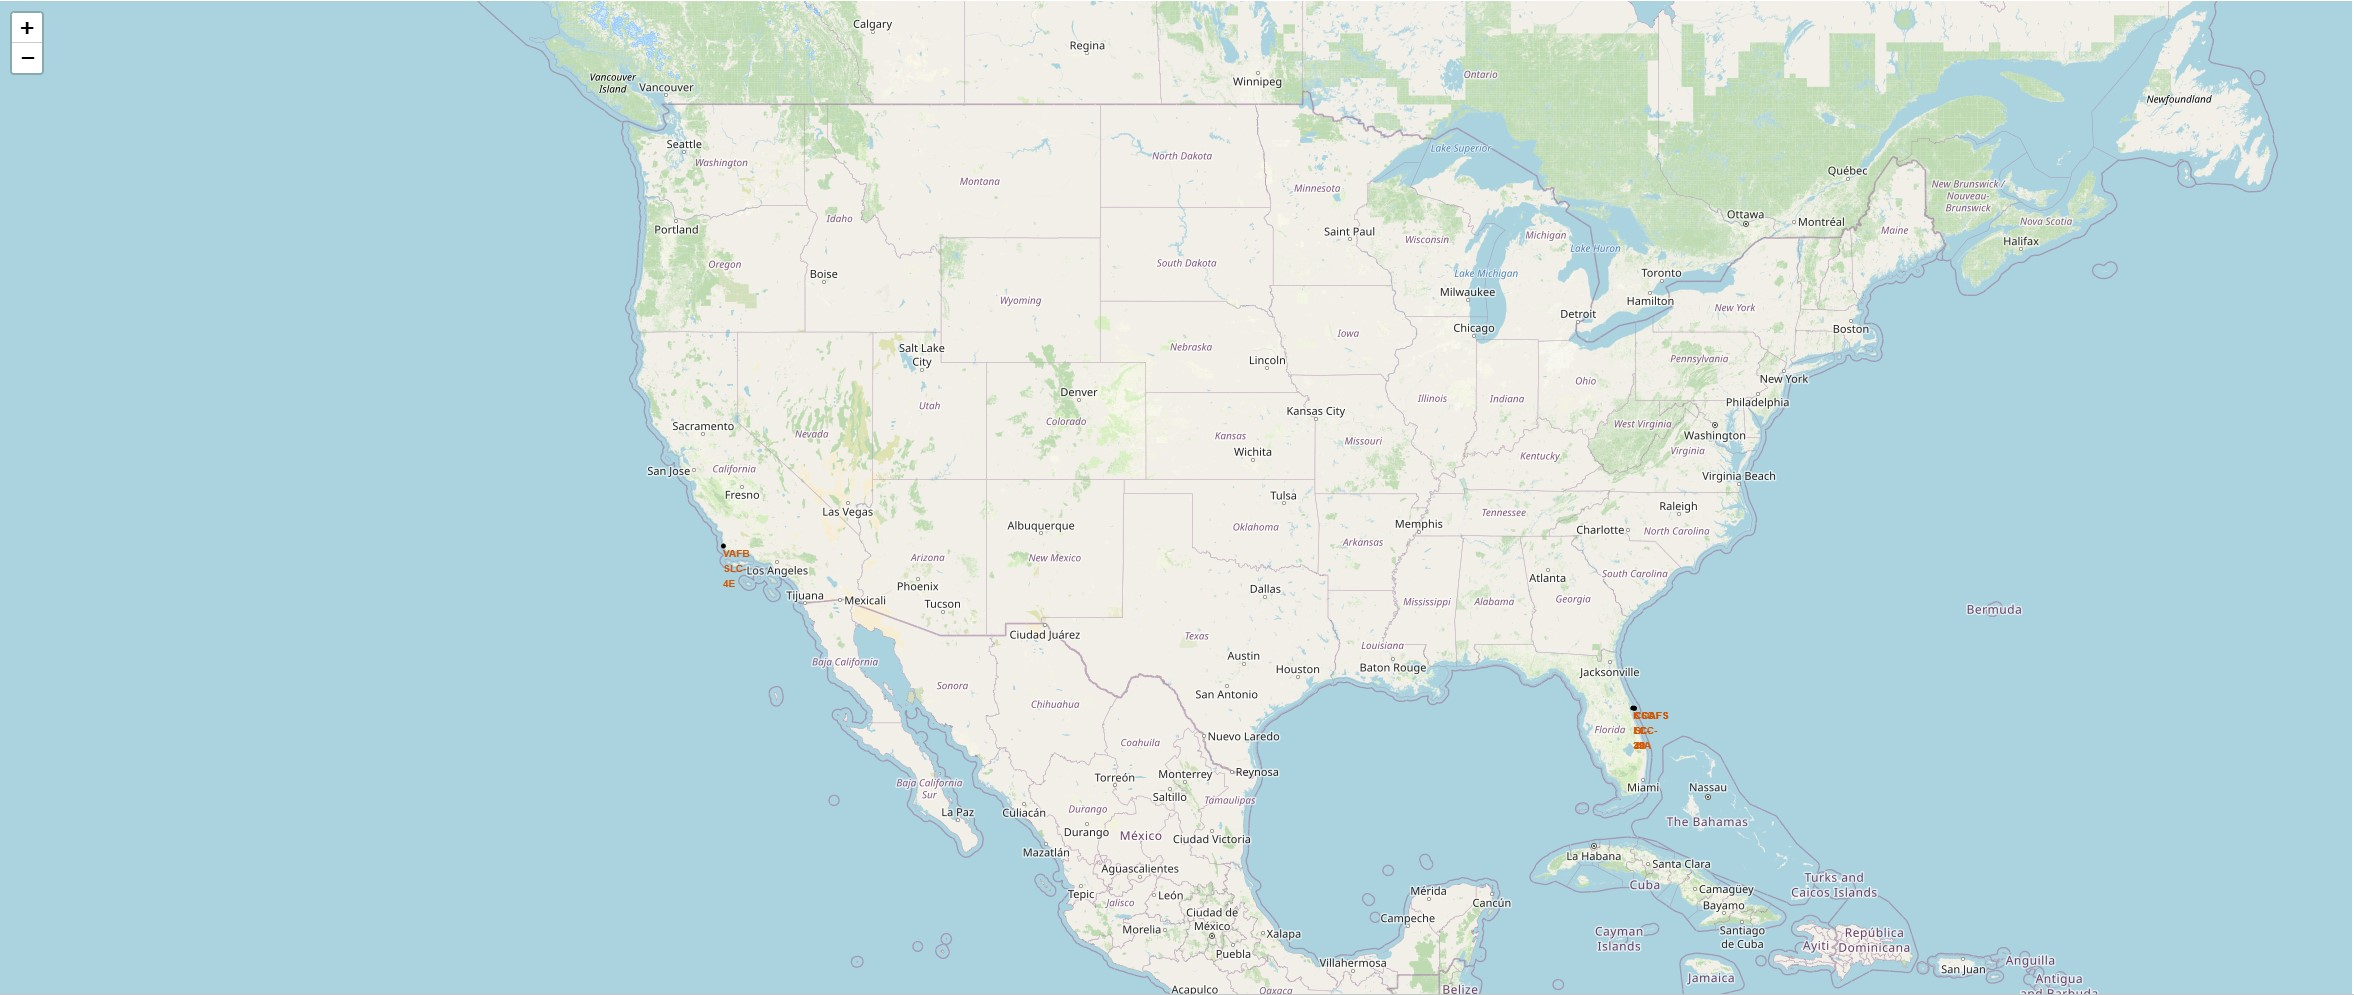 +
−
Calgary
Regina
Winnipeg
Ontario
Vancouver
Island
Vancouver
Newfoundland
Seattle
Washington
Montana
North Dakota
Minnesota
Lake Superior
Québec
New Brunswick /
Nouveau-
Brunswick
Nova Scotia
Halifax
Idaho
Portland
Oregon
Boise
South Dakota
Saint Paul
Wisconsin
Michigan
Lake Huron
Lake Michigan
Ottawa
Montréal
Maine
Toronto
Hamilton
Wyoming
Milwaukee
Chicago
Detroit
New York
Boston
Salt Lake
City
Nebraska
Iowa
Lincoln
Pennsylvania
New York
Philadelphia
Denver
Colorado
Utah
Nevada
Sacramento
San Jose
California
Fresno
Kansas City
Kansas
Wichita
Missouri
Illinois
Indiana
Ohio
Kentucky
West Virginia
Washington
Virginia
Virginia Beach
Las Vegas
Albuquerque
New Mexico
Arizona
Phoenix
Tucson
Tulsa
Oklahoma
Arkansas
Memphis
Tennessee
Raleigh
Charlotte
North Carolina
South Carolina
VAFB
SLC-
4E
Los Angeles
Tijuana
Mexicali
Dallas
Mississippi
Alabama
Atlanta
Georgia
Bermuda
Ciudad Juárez
Texas
Austin
Houston
Louisiana
Baton Rouge
Jacksonville
San Antonio
Baja California
Sonora
Chihuahua
Coahuila
Nuevo Laredo
Florida
Reynosa
Miami
Nassau
The Bahamas
Torreón
Monterrey
Saltillo
Tamaulipas
Baja California
Sur
La Paz
Culiacán
Durango
Durango
México
Ciudad Victoria
Mazatlán
Aguascalientes
Tepic
León
Jalisco
Ciudad de
México
Morelia
Xalapa
Puebla
Villahermosa
Acapulco
Oaxaca
Mérida
Cancún
Campeche
Belize
La Habana
Santa Clara
Cuba
Camagüey
Bayamo
Santiago
de Cuba
Turks and
Caicos Islands
Cayman
Islands
Jamaica
Ayiti
República
Dominicana
San Juan
Anguilla
Antigua
and Barbuda